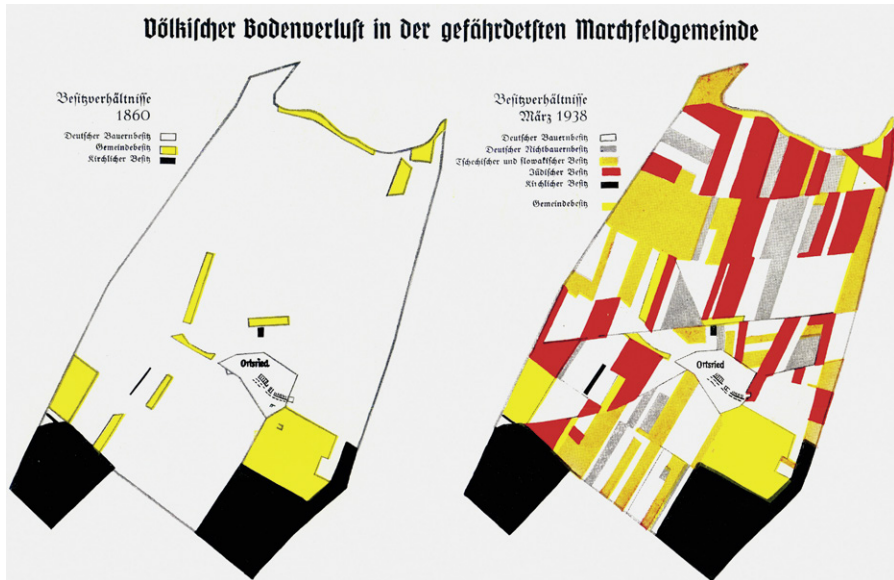 Völkischer Bodenverlust in der gefährdetsten Marchfeldgemeinde
Besitzverhältnisse
1860
Deutscher Bauernbesitz
Gemeindebesitz
Kirchlicher Besitz
Ortsried.
Besitzverhältnisse
März 1938
Deutscher Bauernbesitz
Deutscher Nichtbauernbesitz
Tschechischer und slowakischer Besitz
Jüdischer Besitz
Kirchlicher Besitz
Gemeindebesitz
Ortsried